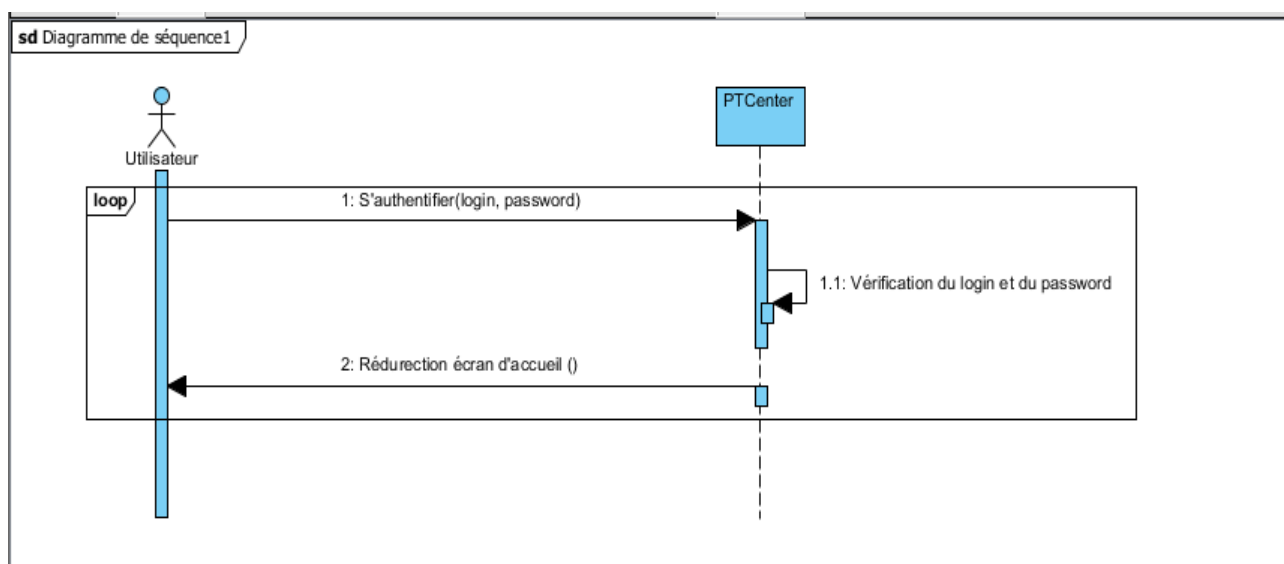 sd Diagramme de séquence1
PTCenter
Utilisateur
loop
1: S'authentifier(login, password)
1.1: Vérification du login et du password
2: Rédurection écran d'accueil ()